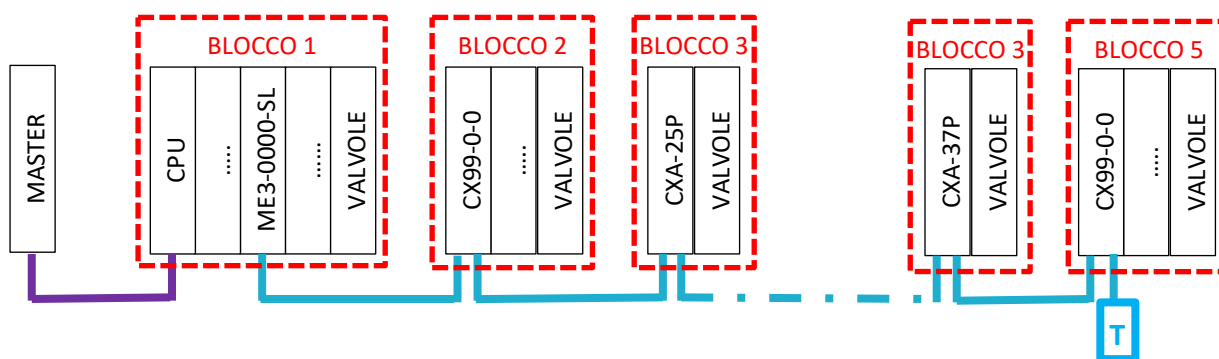 BLOCCO 1
BLOCCO 2
BLOCCO 3
BLOCCO 3
BLOCCO 5
MASTER
CPU
.....
ME3-0000-SL
......
VALVOLE
CX99-0-0
.....
VALVOLE
CXA-25P
VALVOLE
CXA-37P
VALVOLE
CX99-0-0
.....
VALVOLE
T